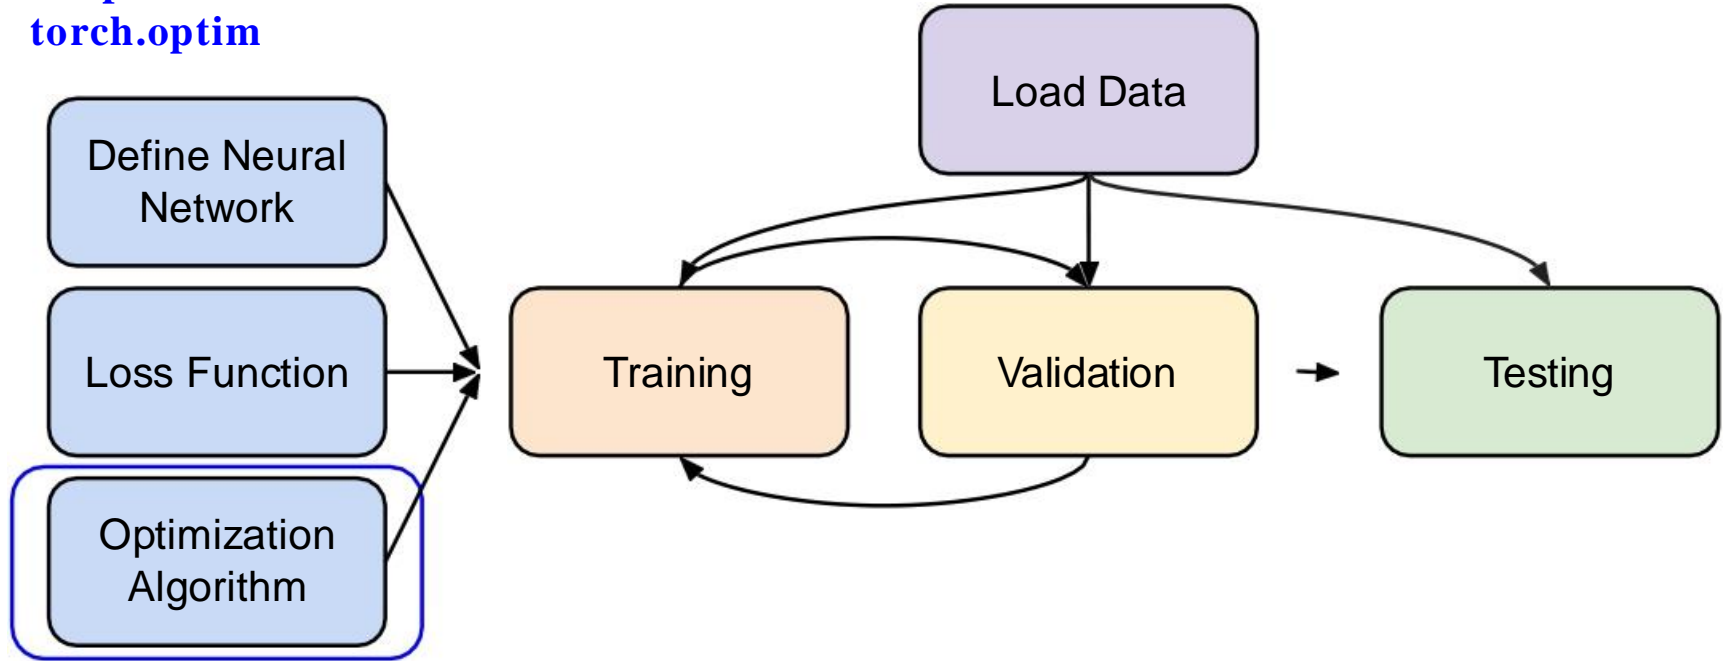 torch.optim
Load Data
Define Neural
Network
Loss Function
Training
Validation
Testing
Optimization
Algorithm